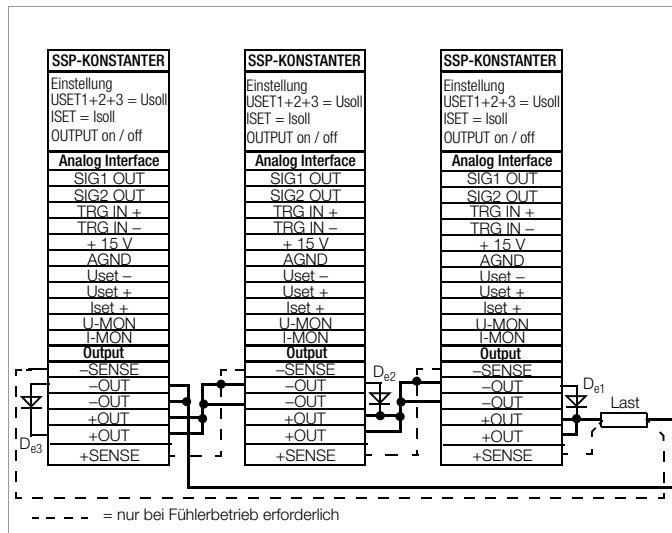 SSP-KONSTANTER
Einstellung
USET1+2+3 = Usoll
ISET = Isoll
OUTPUT on / off
Analog Interface
SIG1 OUT
SIG2 OUT
TRG IN +
TRG IN –
+ 15 V
AGND
Uset –
Uset +
Iset +
U-MON
I-MON
Output
–SENSE
–OUT
–OUT
+OUT
+OUT
+SENSE
De3
SSP-KONSTANTER
Einstellung
USET1+2+3 = Usoll
ISET = Isoll
OUTPUT on / off
Analog Interface
SIG1 OUT
SIG2 OUT
TRG IN +
TRG IN –
+ 15 V
AGND
Uset –
Uset +
Iset +
U-MON
I-MON
Output
–SENSE
–OUT
–OUT
+OUT
+OUT
+SENSE
De2
SSP-KONSTANTER
Einstellung
USET1+2+3 = Usoll
ISET = Isoll
OUTPUT on / off
Analog Interface
SIG1 OUT
SIG2 OUT
TRG IN +
TRG IN –
+ 15 V
AGND
Uset –
Uset +
Iset +
U-MON
I-MON
Output
–SENSE
–OUT
–OUT
+OUT
+OUT
+SENSE
De1
Last
= nur bei Fühlerbetrieb erforderlich